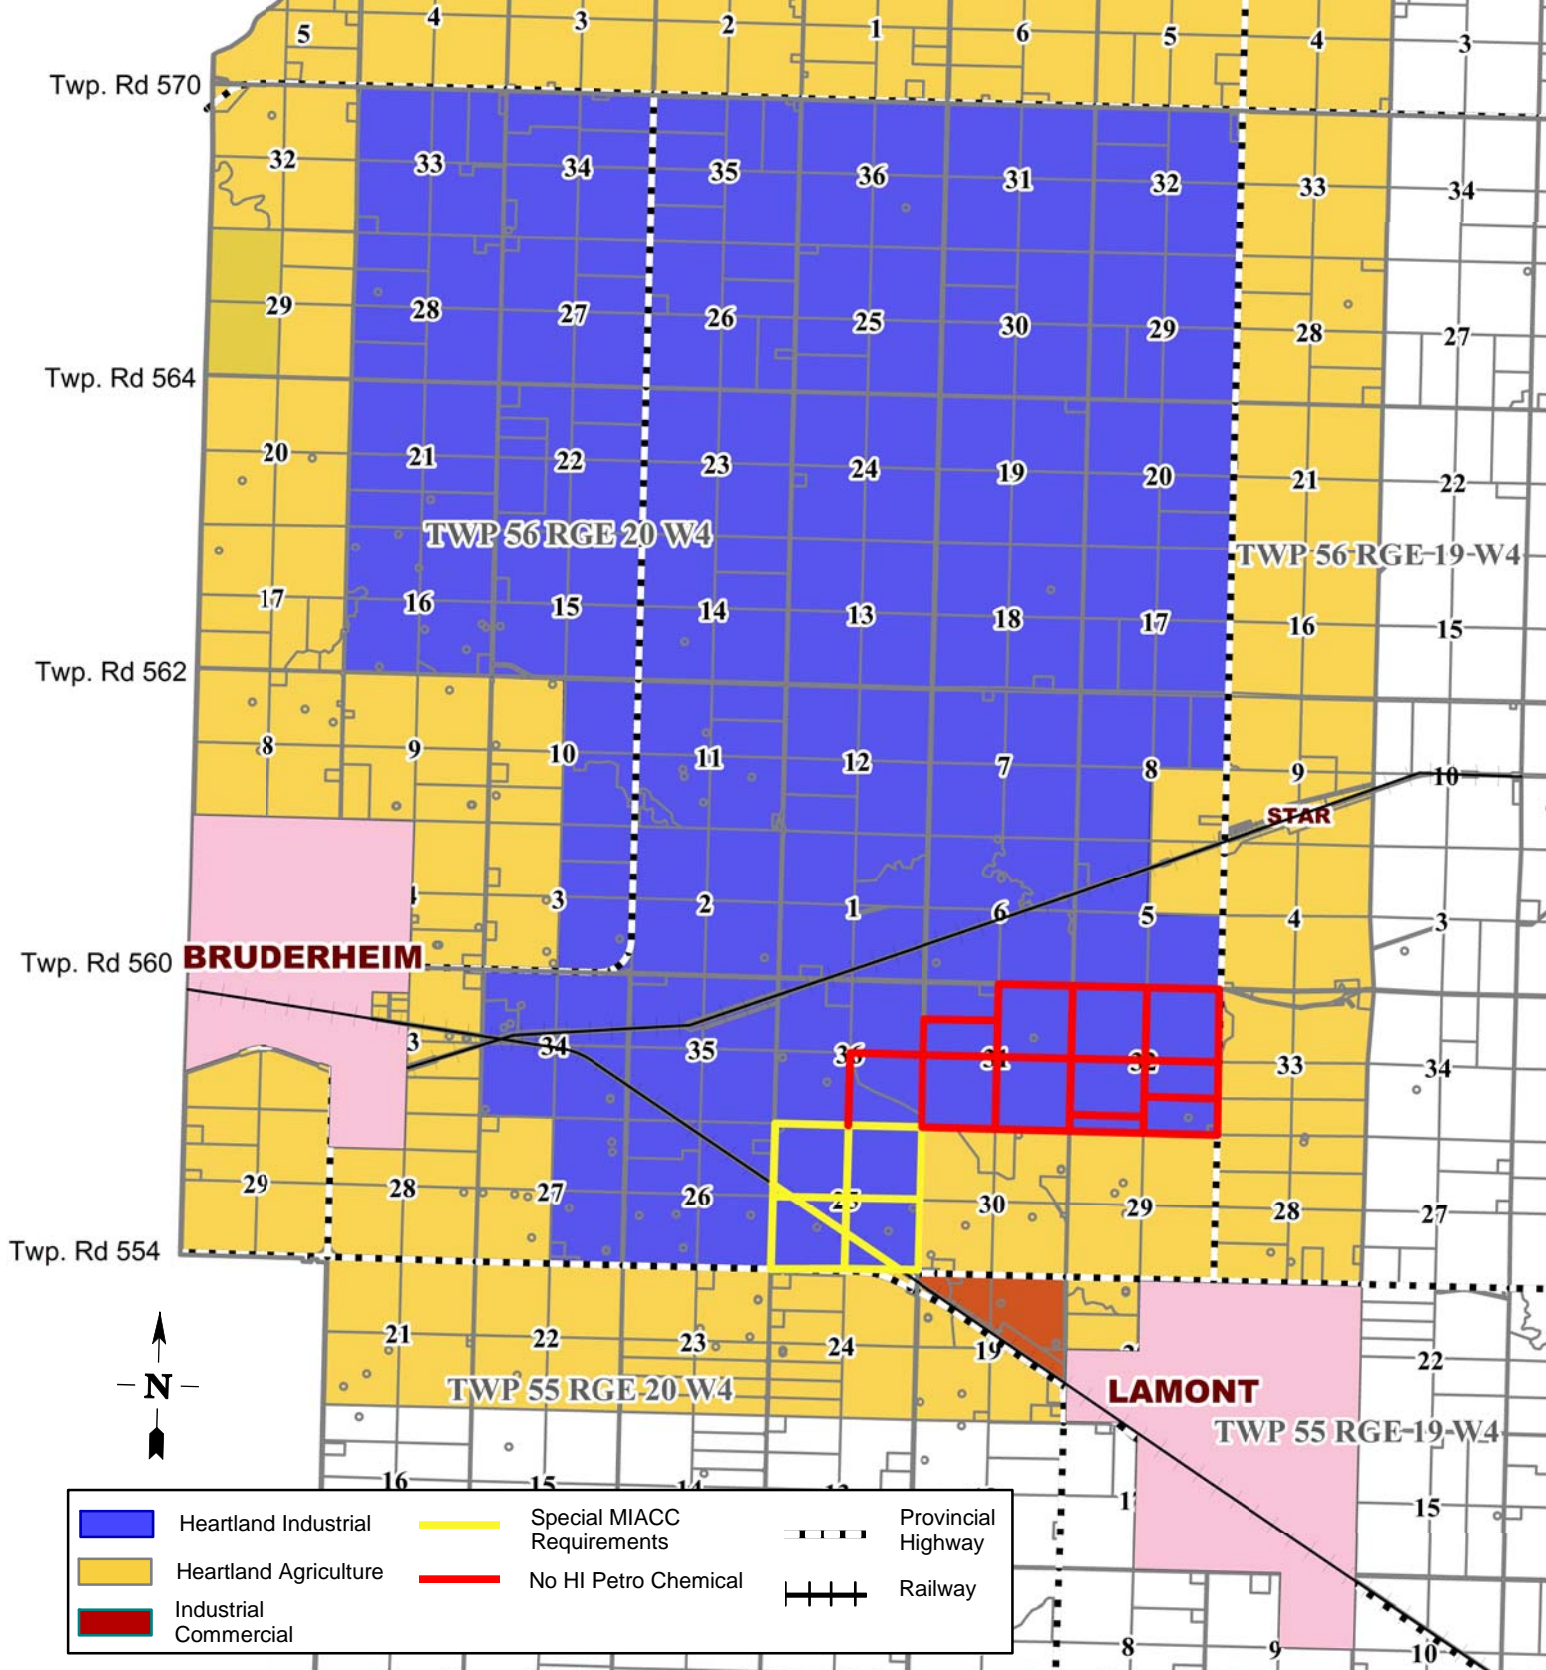 5 4 3 2 1 6 5 4 3
Twp. Rd 570
32 33 34 35 36 31 32 33 34
29 28 27 26 25 30 29 28 27
Twp. Rd 564
20 21 22 23 24 19 20 21 22
TWP 56 RGE 20 W4
TWP 56 RGE 19 W4
17 16 15 14 13 18 17 16 15
Twp. Rd 562
8 9 10 11 12 7 8 9 10
STAR
4 3 2 1 6 5 4 3
Twp. Rd 560
BRUDERHEIM
3 34 35 36 31 32 33 34
29 28 27 26 25 30 29 28 27
Twp. Rd 554
21 22 23 24 19 22
N
TWP 55 RGE 20 W4
LAMONT
TWP 55 RGE 19 W4
16 15 14 13 15
8 9 10
Heartland Industrial
Heartland Agriculture
Industrial
Commercial
Special MIACC
Requirements
No HI Petro Chemical
Provincial
Highway
Railway